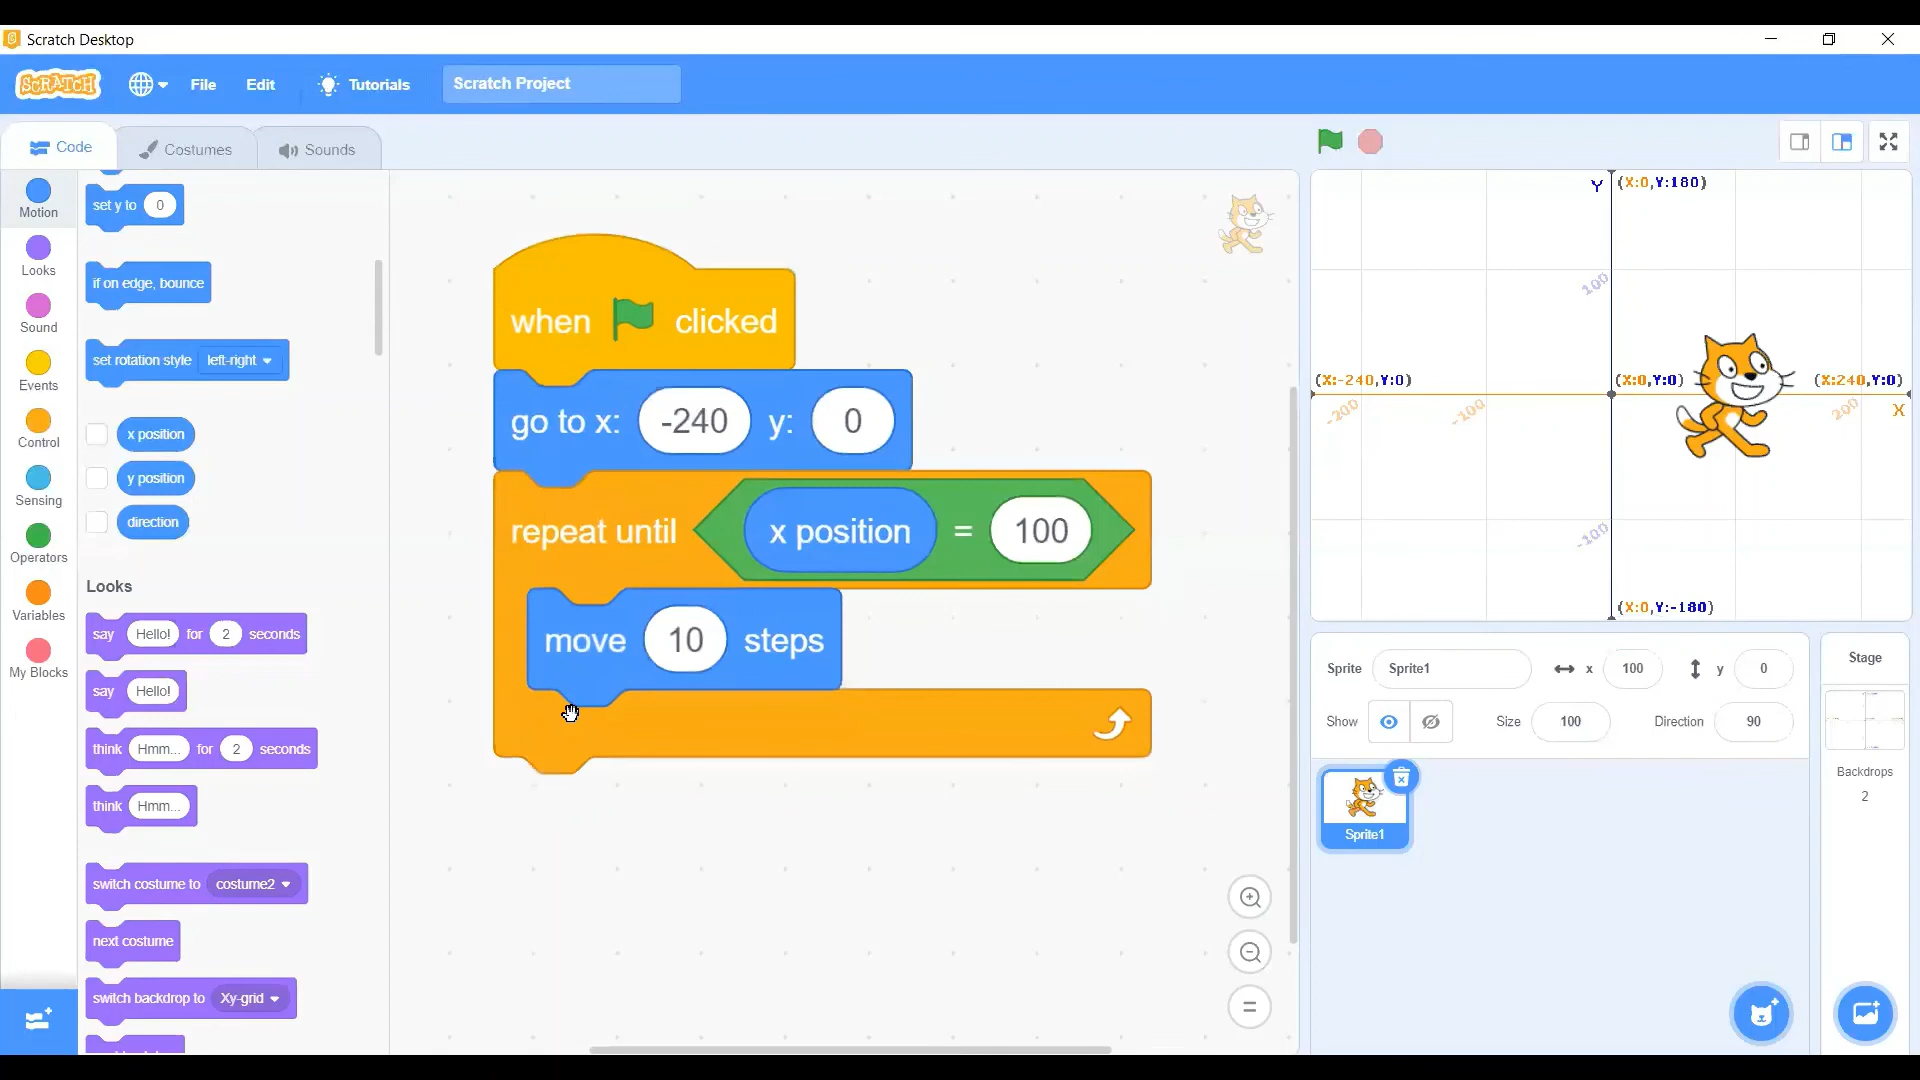 Scratch Desktop
SCRATCH
File
Edit
Tutorials
Scratch Project
Code
Costumes
Sounds
Motion
Looks
Sound
Events
Control
Sensing
Operators
Variables
My Blocks
set y to 0
if on edge, bounce
set rotation style left-right
x position
y position
direction
Looks
say Hello! for 2 seconds
say Hello!
think Hmm... for 2 seconds
think Hmm...
switch costume to costume2
next costume
switch backdrop to Xy-grid
when clicked
go to x: -240 y: 0
repeat until x position = 100
move 10 steps
Y (X:0,Y:180)
100
(X:-240,Y:0) (X:0,Y:0) (X:240,Y:0)
-200 -100 200 X
-100
(X:0,Y:-180)
Sprite Sprite1 x 100 y 0
Show Size 100 Direction 90
Sprite1
Stage
Backdrops
2